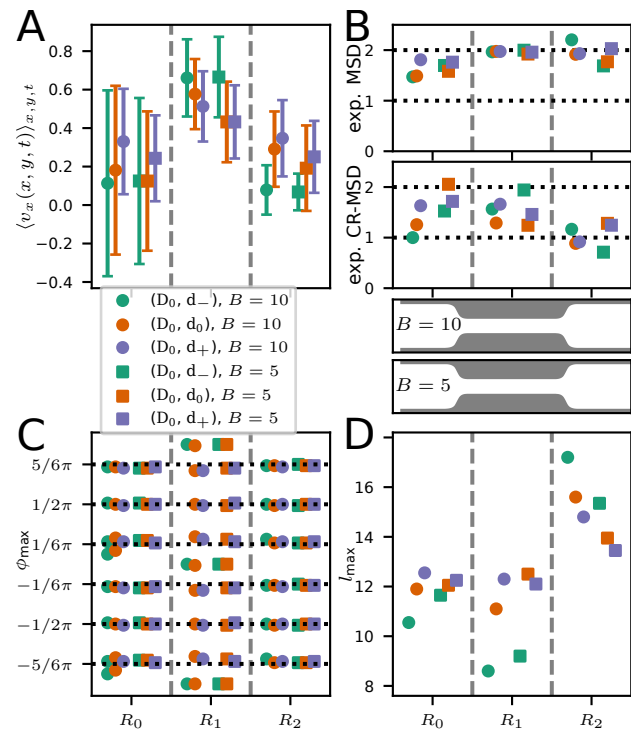 A
0.8
0.6
0.4
0.2
0.0
−0.2
−0.4
⟨v_x(x, y, t)⟩_{x,y,t}
B
2
1
0
exp. MSD
2
1
0
exp. CR-MSD
B = 10
B = 5
(D₀, d₋), B = 10
(D₀, d₀), B = 10
(D₀, d₊), B = 10
(D₀, d₋), B = 5
(D₀, d₀), B = 5
(D₀, d₊), B = 5
C
5/6π
1/2π
1/6π
−1/6π
−1/2π
−5/6π
ϕ_max
R₀ R₁ R₂
D
16
14
12
10
8
l_max
R₀ R₁ R₂